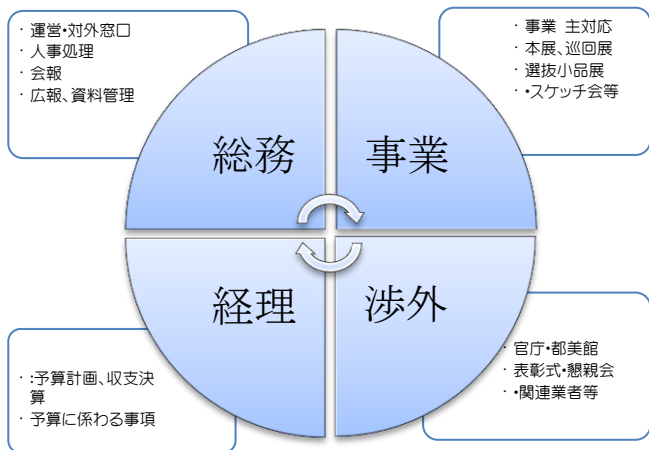 ・ 運営・対外窓口
・ 人事処理
・ 会報
・ 広報、資料管理
・ 事業 主対応
・ 本展、巡回展
・ 選抜小品展
・ ・スケッチ会等
総務
事業
経理
渉外
・ :予算計画、収支決
算
・ 予算に係わる事項
・ 官庁・都美館
・ 表彰式・懇親会
・ ・関連業者等